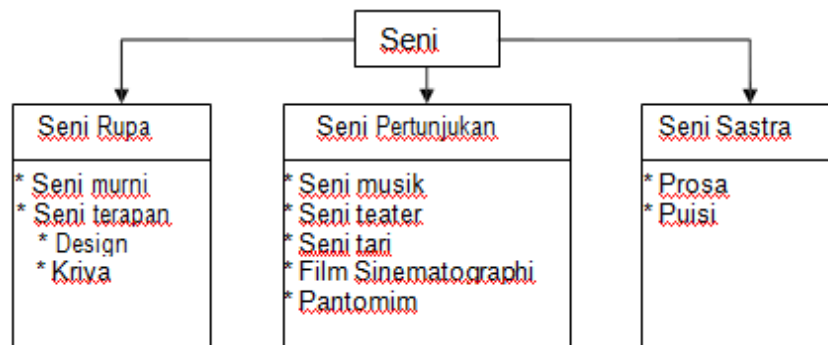 Seni
Seni Rupa
* Seni murni
* Seni terapan
* Design
* Kriya
Seni Pertunjukan
* Seni musik
* Seni teater
* Seni tari
* Film Sinematographi
* Pantomim
Seni Sastra
* Prosa
* Puisi